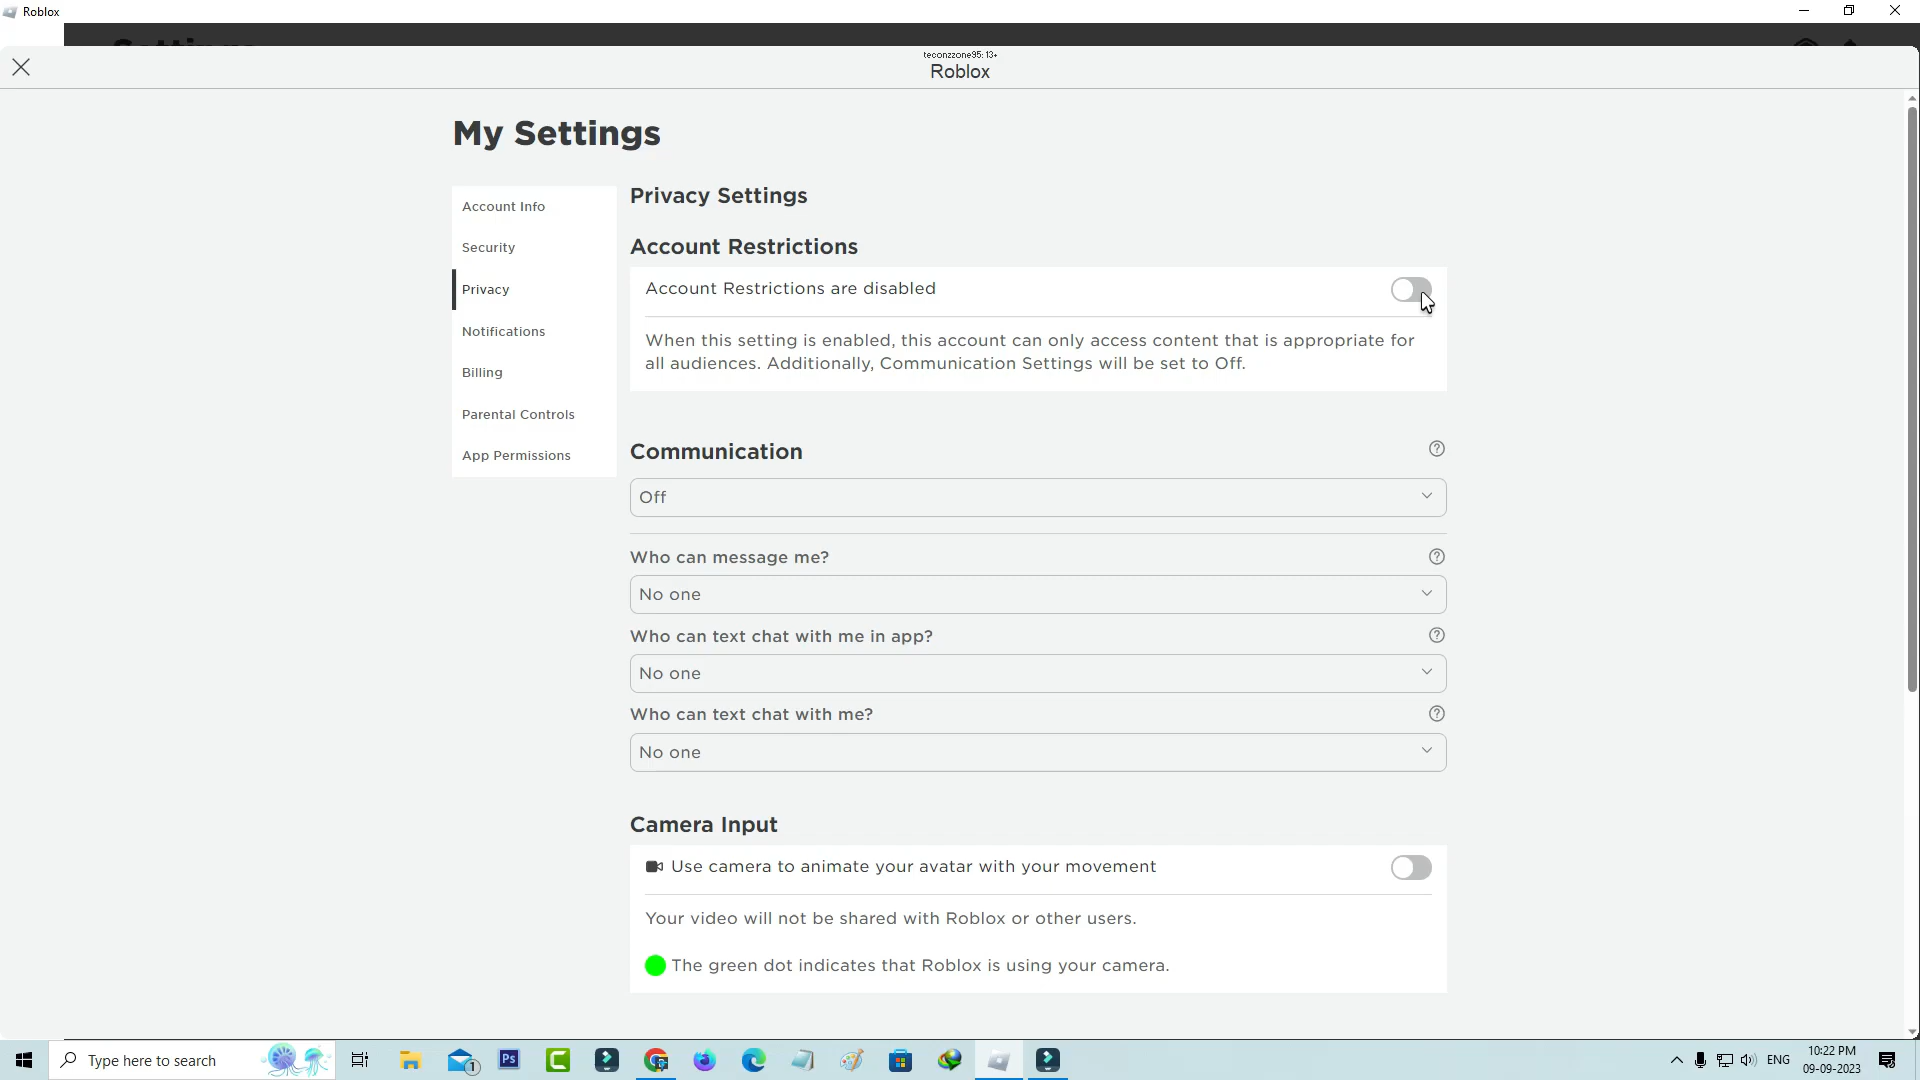 Roblox
Settings
teconzzone95: 13+
Roblox
My Settings
Account Info
Security
Privacy
Notifications
Billing
Parental Controls
App Permissions
Privacy Settings
Account Restrictions
Account Restrictions are disabled
When this setting is enabled, this account can only access content that is appropriate for
all audiences. Additionally, Communication Settings will be set to Off.
Communication
Off
Who can message me?
No one
Who can text chat with me in app?
No one
Who can text chat with me?
No one
Camera Input
Use camera to animate your avatar with your movement
Your video will not be shared with Roblox or other users.
The green dot indicates that Roblox is using your camera.
Type here to search
1
Ps
ENG
10:22 PM
09-09-2023